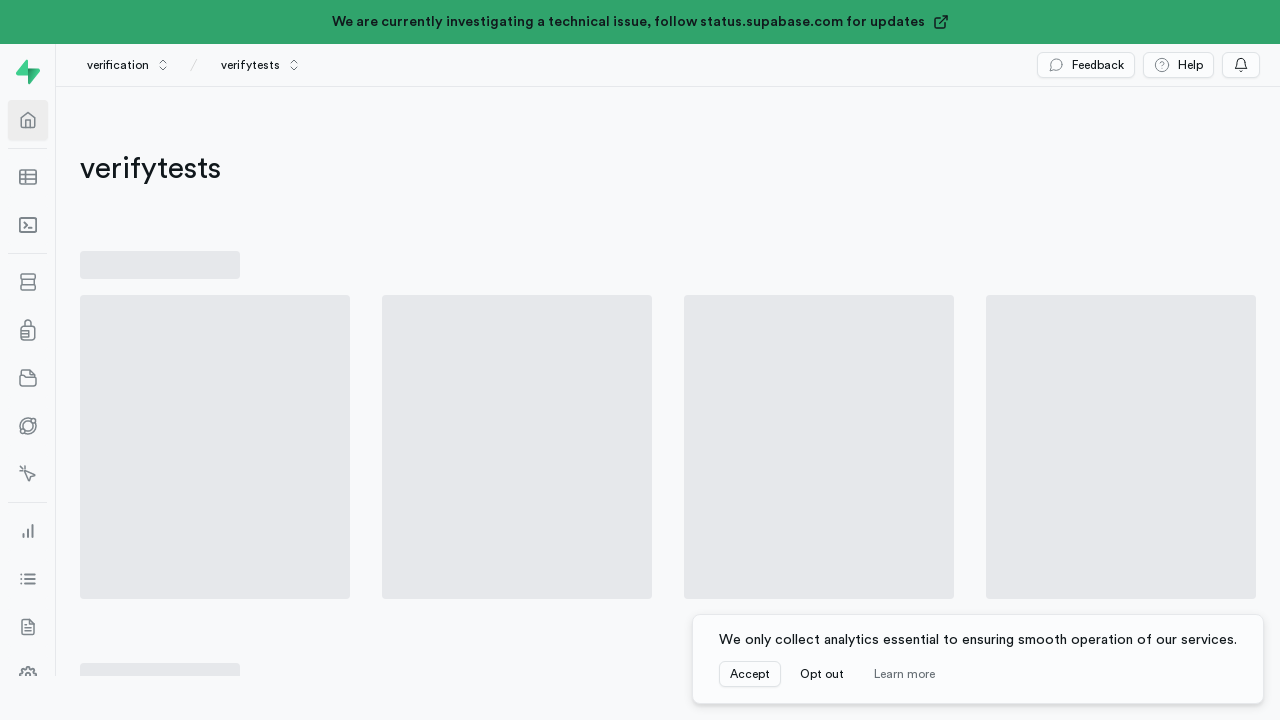 We are currently investigating a technical issue, follow status.supabase.com for updates
verification / verifytests
Feedback
Help
verifytests
We only collect analytics essential to ensuring smooth operation of our services.
Accept
Opt out
Learn more